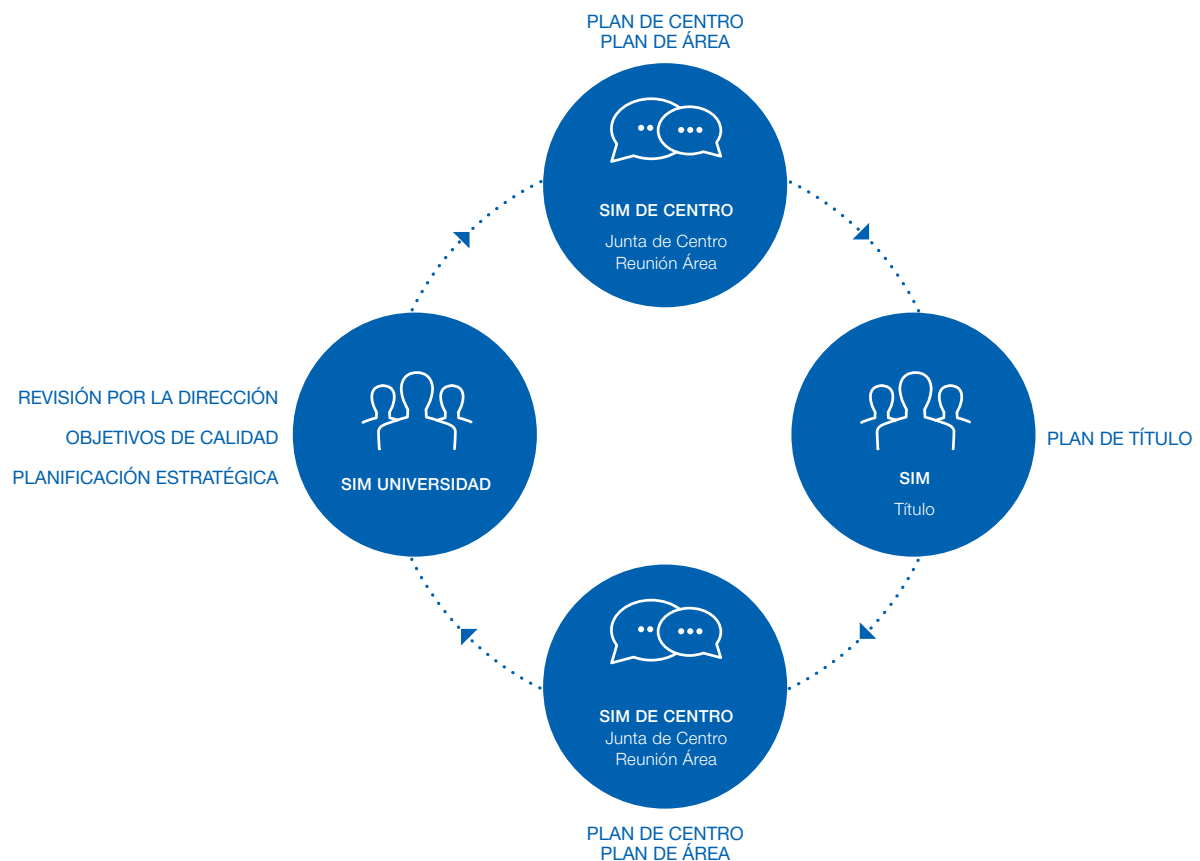 PLAN DE CENTRO
PLAN DE ÁREA
SIM DE CENTRO
Junta de Centro
Reunión Área
REVISIÓN POR LA DIRECCIÓN
OBJETIVOS DE CALIDAD
PLANIFICACIÓN ESTRATÉGICA
SIM UNIVERSIDAD
SIM
Título
PLAN DE TÍTULO
SIM DE CENTRO
Junta de Centro
Reunión Área
PLAN DE CENTRO
PLAN DE ÁREA